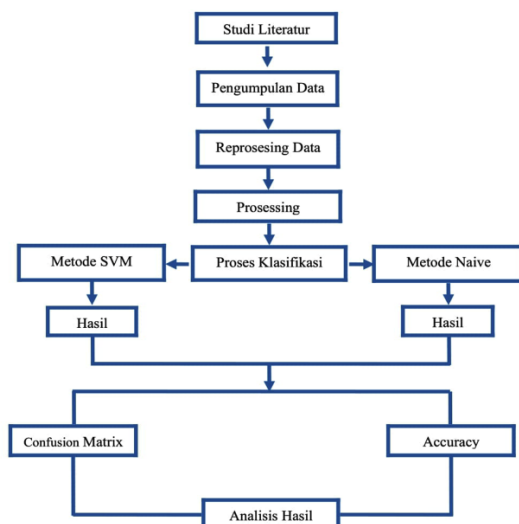 Studi Literatur
Pengumpulan Data
Reprosesing Data
Prosessing
Metode SVM
Proses Klasifikasi
Metode Naive
Hasil
Hasil
Confusion Matrix
Accuracy
Analisis Hasil